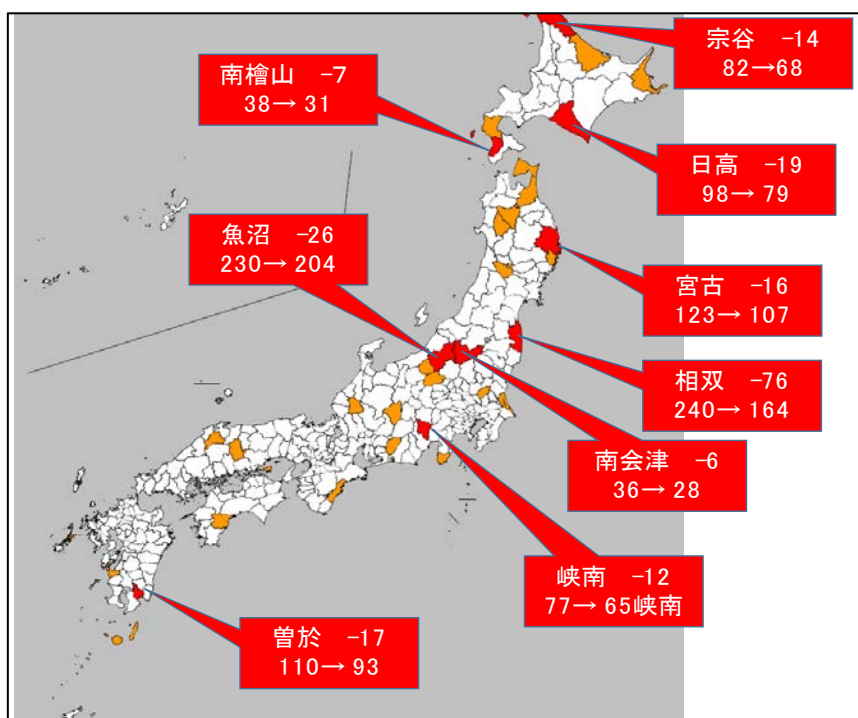 宗谷 -14
82→68
南檜山 -7
38→ 31
日高 -19
98→ 79
魚沼 -26
230→ 204
宮古 -16
123→ 107
相双 -76
240→ 164
南会津 -6
36→ 28
峡南 -12
77→ 65峡南
曽於 -17
110→ 93